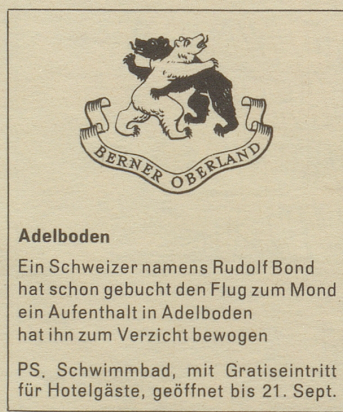 BERNER OBERLAND
Adelboden
Ein Schweizer namens Rudolf Bond
hat schon gebucht den Flug zum Mond
ein Aufenthalt in Adelboden
hat ihn zum Verzicht bewogen
PS. Schwimmbad, mit Gratiseintritt
für Hotelgäste, geöffnet bis 21. Sept.